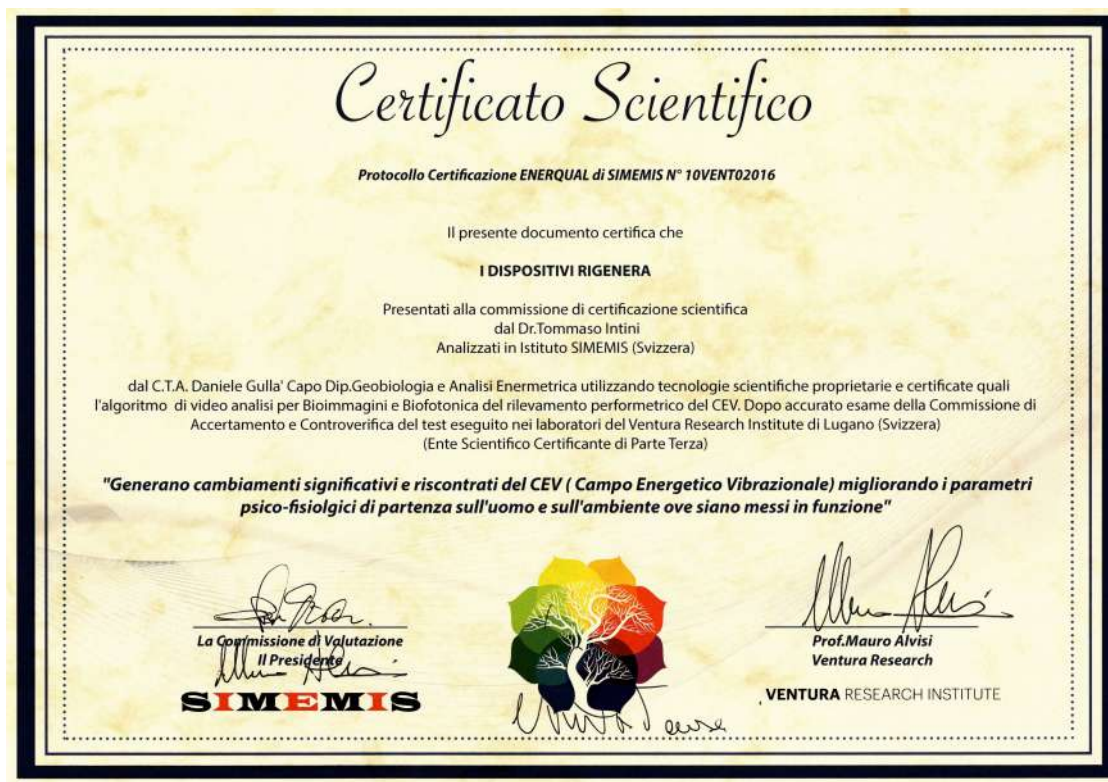 Certificato Scientifico
Protocollo Certificazione ENERQUAL di SIMEMIS N° 10VENT02016
Il presente documento certifica che
I DISPOSITIVI RIGENERA
Presentati alla commissione di certificazione scientifica
dal Dr.Tommaso Intini
Analizzati in Istituto SIMEMIS (Svizzera)
dal C.T.A. Daniele Gulla' Capo Dip.Geobiologia e Analisi Enermetrica utilizzando tecnologie scientifiche proprietarie e certificate quali
l'algoritmo di video analisi per Bioimmagini e Biofotonica del rilevamento performetrico del CEV. Dopo accurato esame della Commissione di
Accertamento e Controverifica del test eseguito nei laboratori del Ventura Research Institute di Lugano (Svizzera)
(Ente Scientifico Certificante di Parte Terza)
"Generano cambiamenti significativi e riscontrati del CEV ( Campo Energetico Vibrazionale) migliorando i parametri
psico-fisiolgici di partenza sull'uomo e sull'ambiente ove siano messi in funzione"
La Commissione di Valutazione
Il Presidente
SIMEMIS
Prof.Mauro Alvisi
Ventura Research
VENTURA RESEARCH INSTITUTE